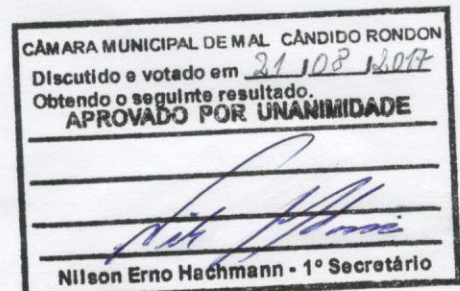 CÂMARA MUNICIPAL DE MAL CÂNDIDO RONDON
Discutido e votado em 21/08/2017
Obtendo o seguinte resultado.
APROVADO POR UNANIMIDADE
Nilson Erno Hachmann - 1º Secretário